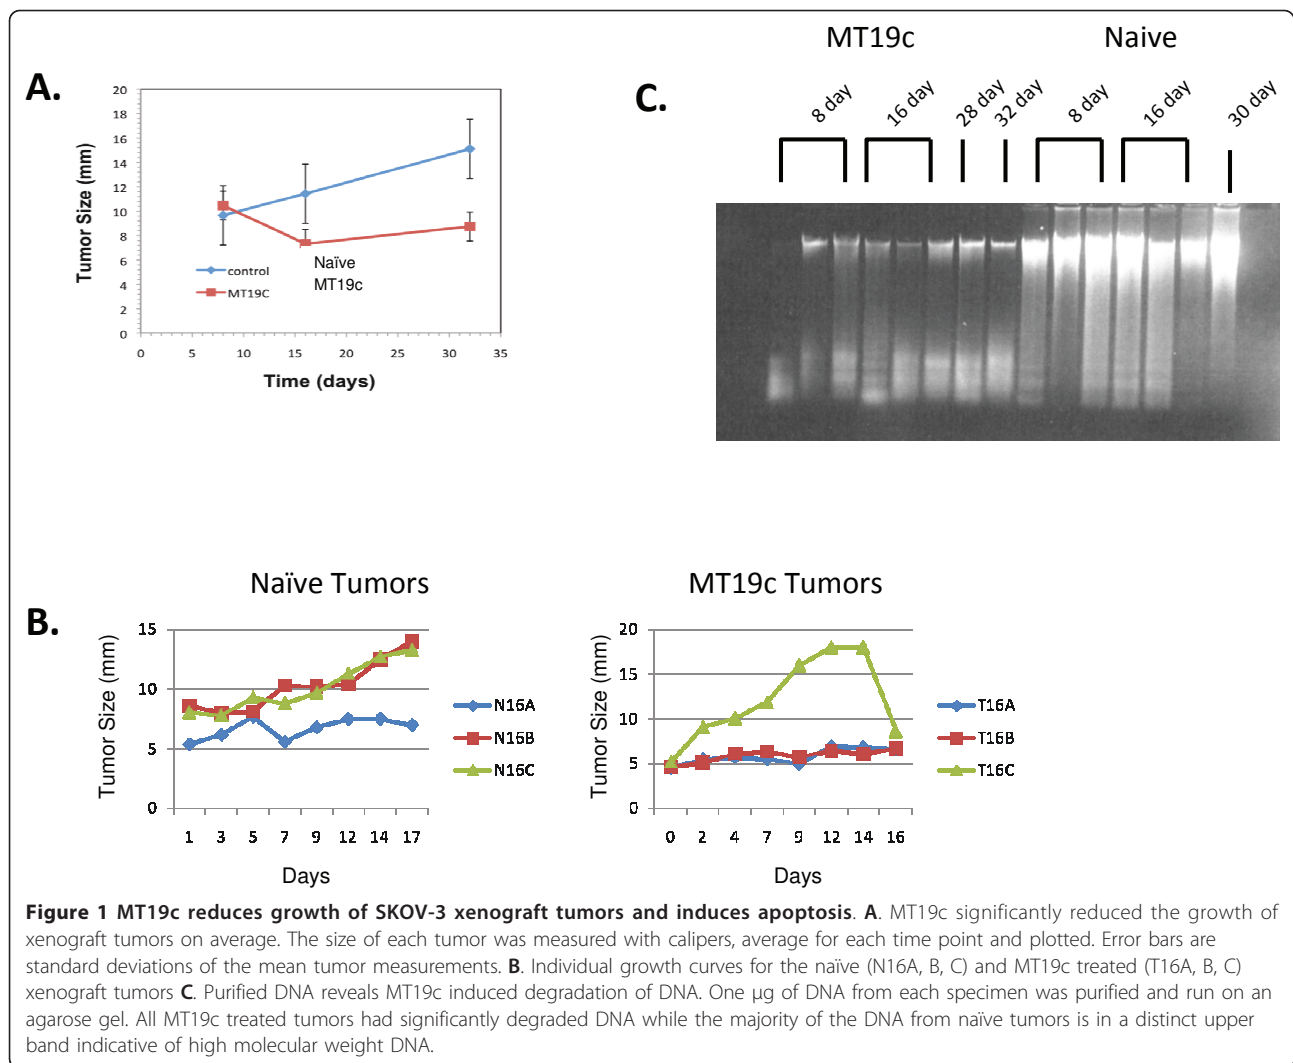 MT19c Naive
A.
20
18
16
14
12
10
8
6
4
2
0
Tumor Size (mm)
control
MT19C
Naïve
MT19c
0 5 10 15 20 25 30 35
Time (days)
C.
8 day 16 day 28 day 32 day 8 day 16 day 30 day
B.
Naïve Tumors
Tumor Size (mm)
15
10
5
0
1 3 5 7 9 12 14 17
Days
N16A
N16B
N16C
MT19c Tumors
Tumor Size (mm)
20
15
10
5
0
0 2 4 7 9 12 14 16
Days
T16A
T16B
T16C
Figure 1 MT19c reduces growth of SKOV-3 xenograft tumors and induces apoptosis. A. MT19c significantly reduced the growth of
xenograft tumors on average. The size of each tumor was measured with calipers, average for each time point and plotted. Error bars are
standard deviations of the mean tumor measurements. B. Individual growth curves for the naïve (N16A, B, C) and MT19c treated (T16A, B, C)
xenograft tumors C. Purified DNA reveals MT19c induced degradation of DNA. One μg of DNA from each specimen was purified and run on an
agarose gel. All MT19c treated tumors had significantly degraded DNA while the majority of the DNA from naïve tumors is in a distinct upper
band indicative of high molecular weight DNA.